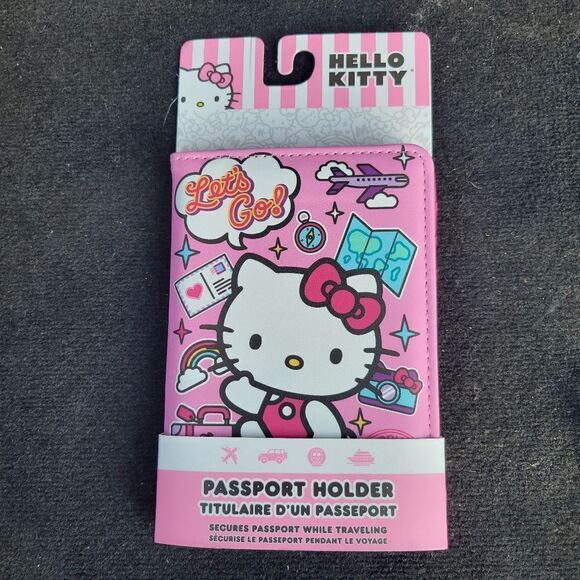 HELLO
KITTY
Let's
Go!
PASSPORT HOLDER
TITULAIRE D'UN PASSEPORT
SECURES PASSPORT WHILE TRAVELING
SÉCURISE LE PASSEPORT PENDANT LE VOYAGE